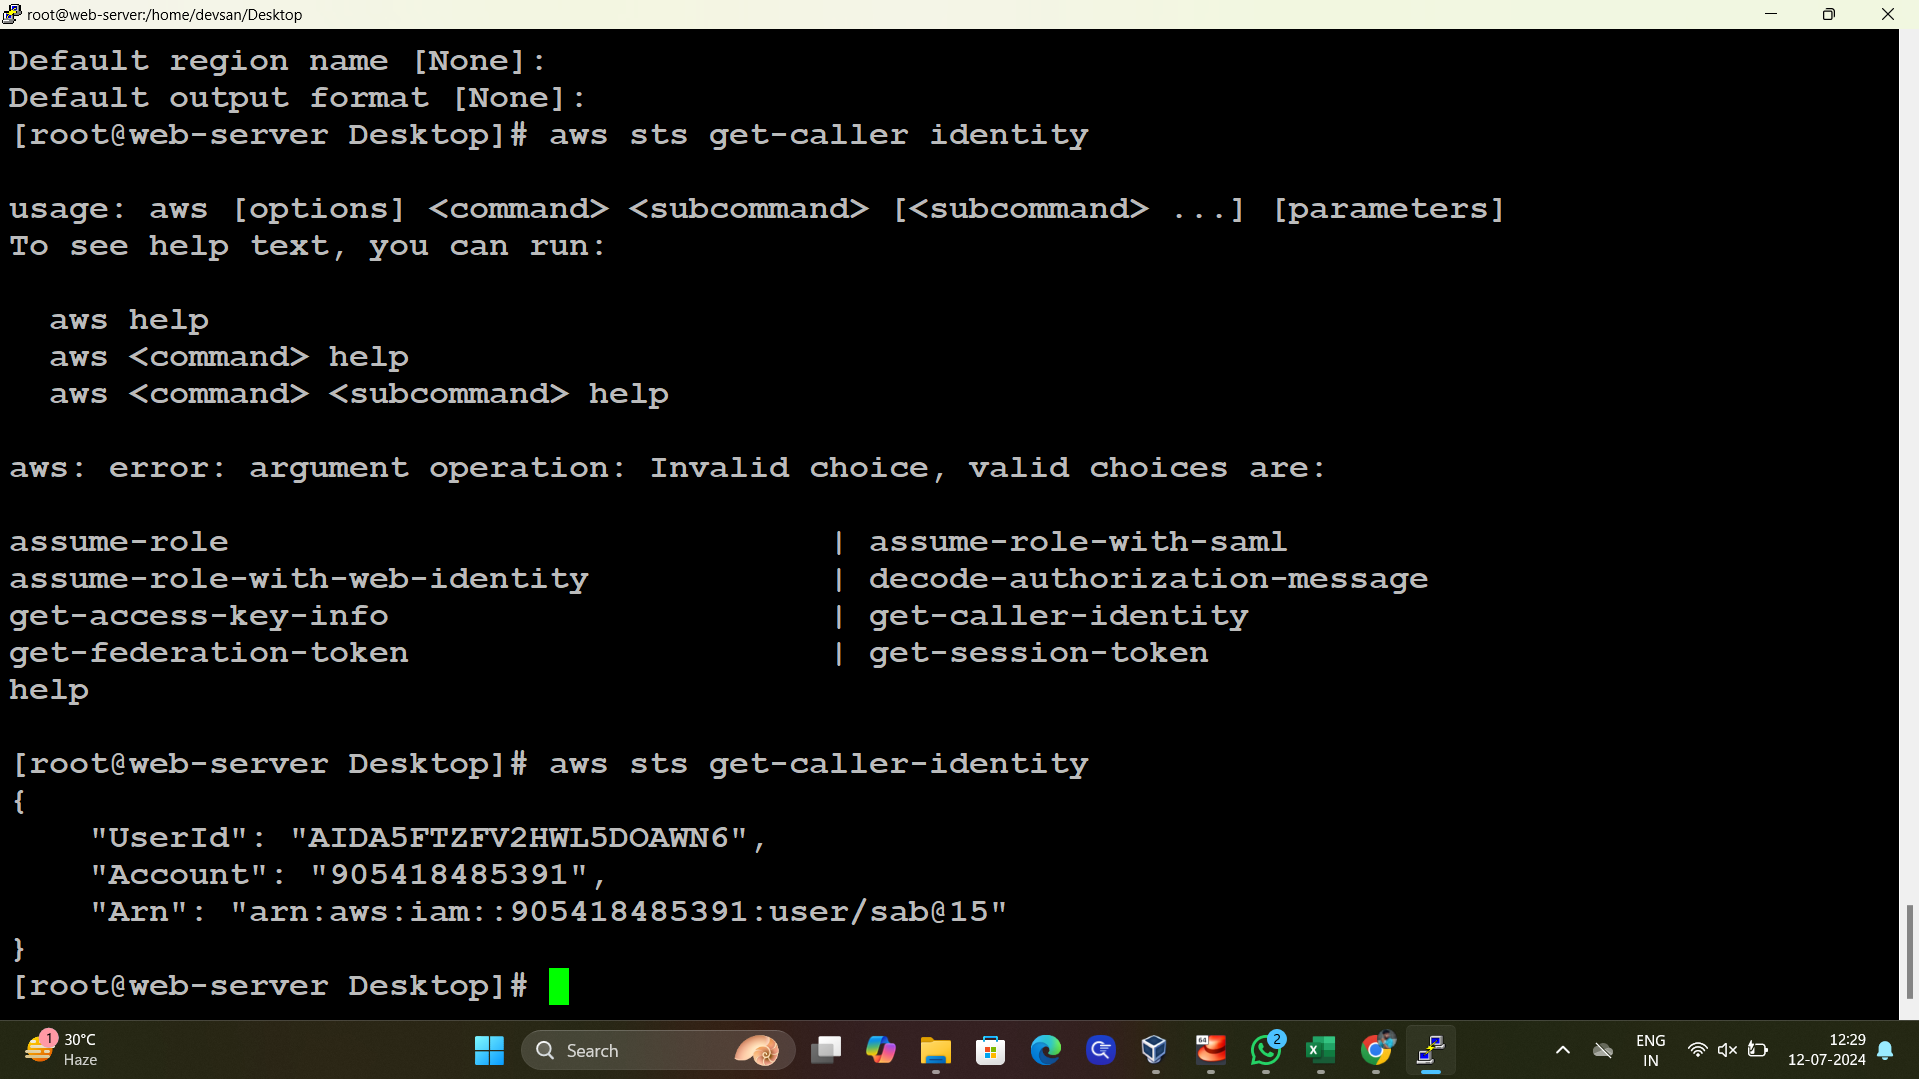 root@web-server:/home/devsan/Desktop
Default region name [None]:
Default output format [None]:
[root@web-server Desktop]# aws sts get-caller identity
usage: aws [options] <command> <subcommand> [<subcommand> ...] [parameters]
To see help text, you can run:
aws help
aws <command> help
aws <command> <subcommand> help
aws: error: argument operation: Invalid choice, valid choices are:
assume-role | assume-role-with-saml
assume-role-with-web-identity | decode-authorization-message
get-access-key-info | get-caller-identity
get-federation-token | get-session-token
help
[root@web-server Desktop]# aws sts get-caller-identity
{
"UserId": "AIDA5FTZFV2HWL5DOAWN6",
"Account": "905418485391",
"Arn": "arn:aws:iam::905418485391:user/sab@15"
}
[root@web-server Desktop]#
1
30°C
Haze
Search
64
2
ENG
IN
12:29
12-07-2024